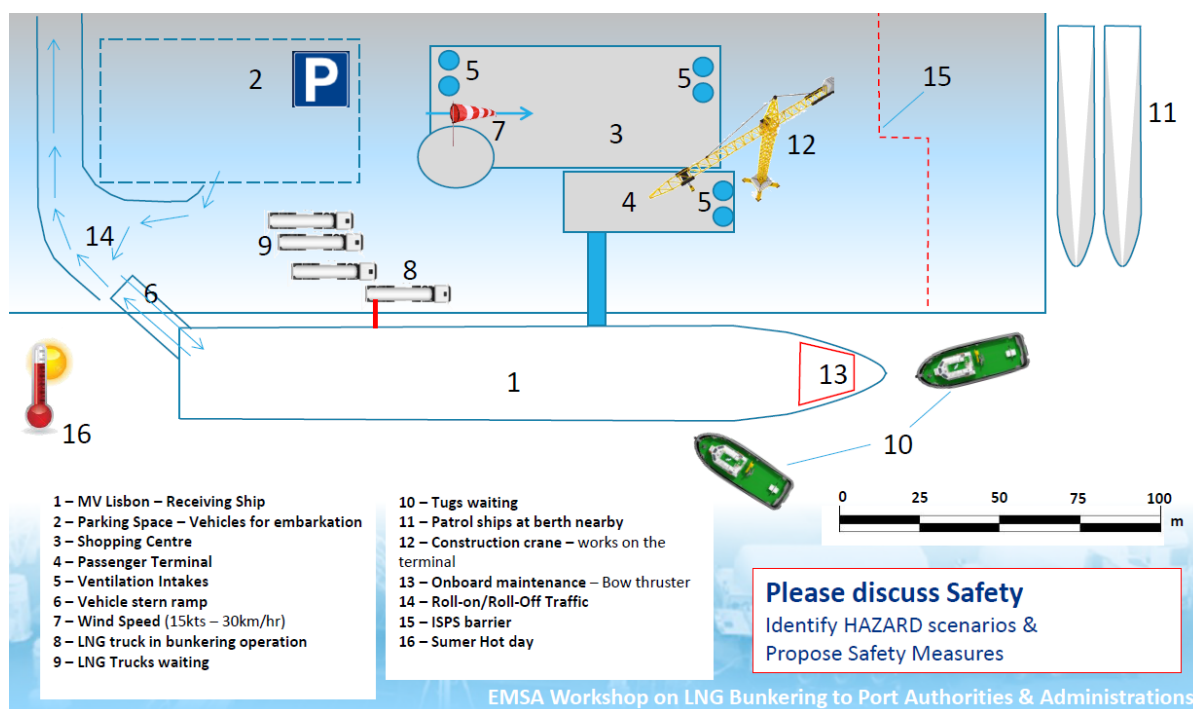 2
P
5
7
3
5
12
15
11
4
5
14
9
8
6
1
13
16
10
0 25 50 75 100
m
1 – MV Lisbon – Receiving Ship
2 – Parking Space – Vehicles for embarkation
3 – Shopping Centre
4 – Passenger Terminal
5 – Ventilation Intakes
6 – Vehicle stern ramp
7 – Wind Speed (15kts – 30km/hr)
8 – LNG truck in bunkering operation
9 – LNG Trucks waiting
10 – Tugs waiting
11 – Patrol ships at berth nearby
12 – Construction crane – works on the
terminal
13 – Onboard maintenance – Bow thruster
14 – Roll-on/Roll-Off Traffic
15 – ISPS barrier
16 – Sumer Hot day
Please discuss Safety
Identify HAZARD scenarios &
Propose Safety Measures
EMSA Workshop on LNG Bunkering to Port Authorities & Administrations